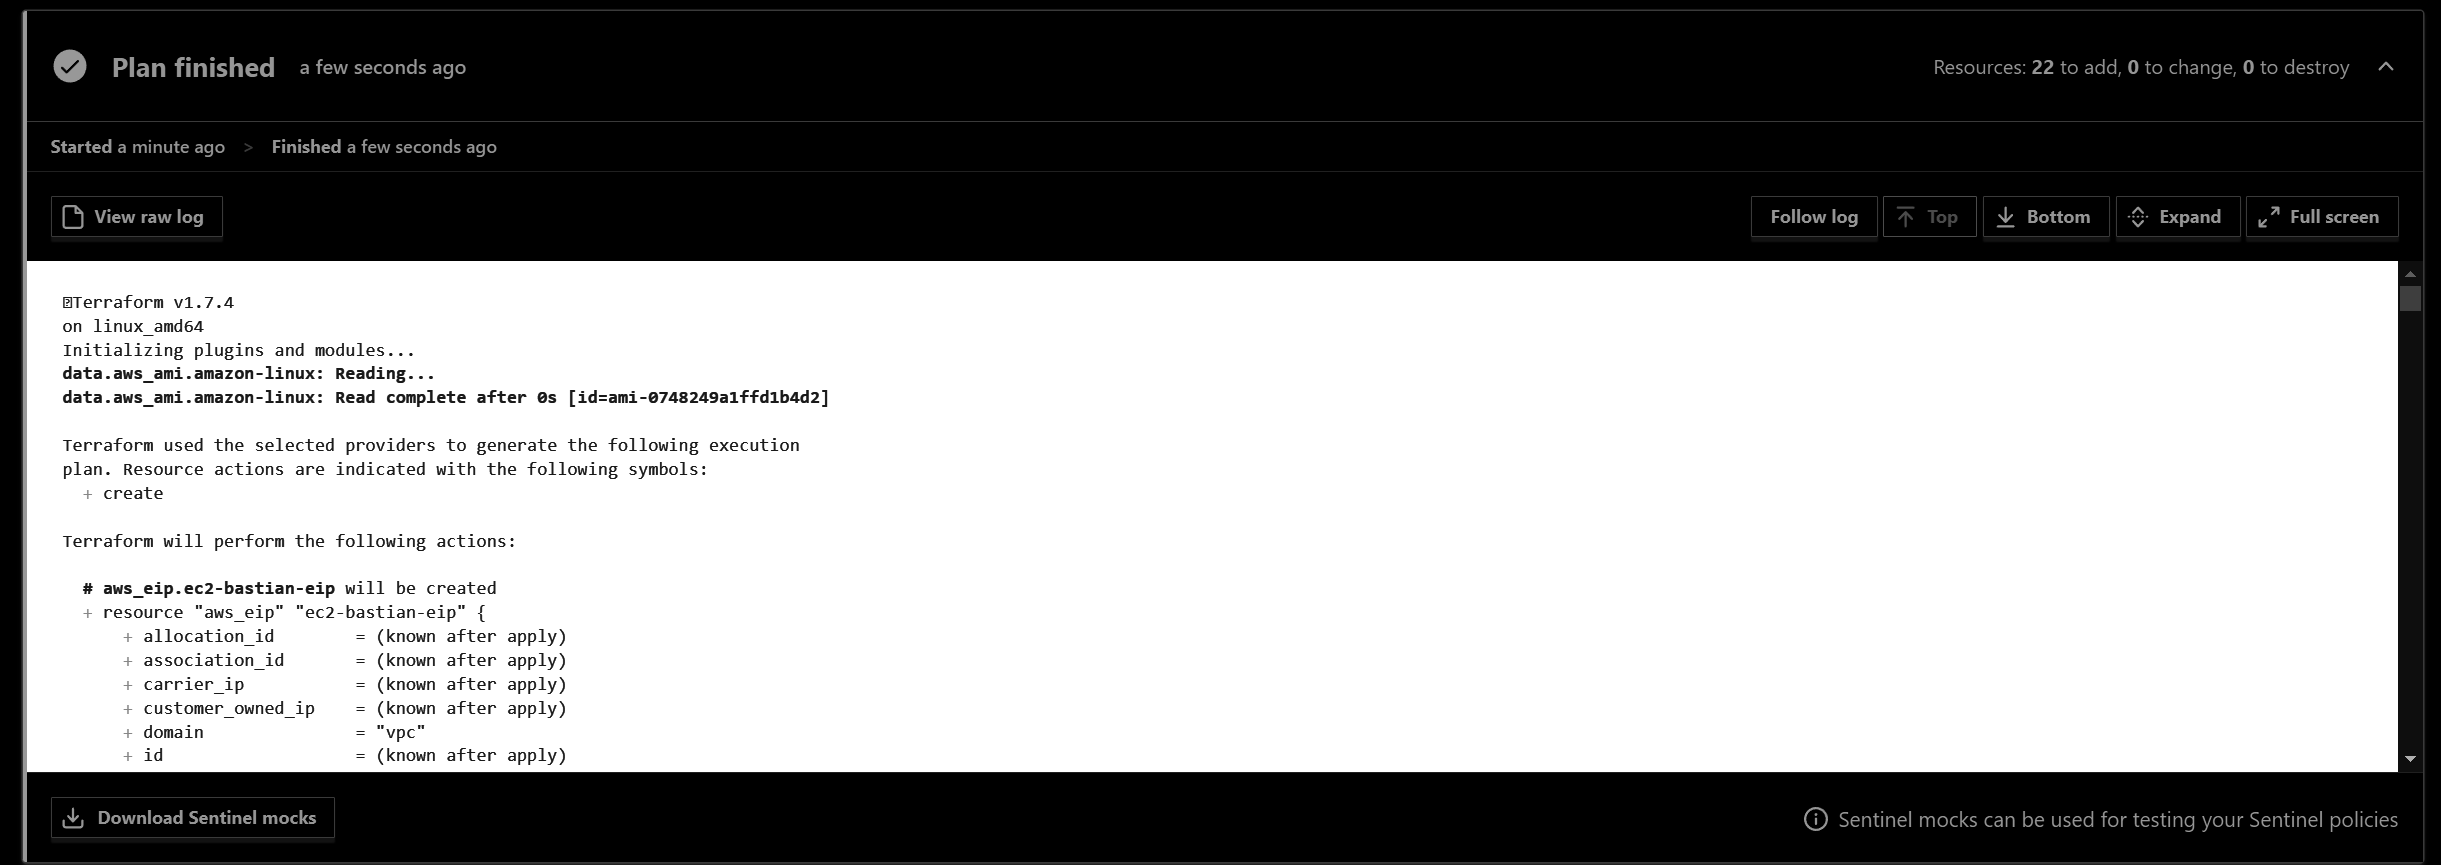 Plan finished a few seconds ago
Resources: 22 to add, 0 to change, 0 to destroy
Started a minute ago > Finished a few seconds ago
View raw log
Follow log
Top
Bottom
Expand
Full screen
Terraform v1.7.4
on linux_amd64
Initializing plugins and modules...
data.aws_ami.amazon-linux: Reading...
data.aws_ami.amazon-linux: Read complete after 0s [id=ami-0748249a1ffd1b4d2]
Terraform used the selected providers to generate the following execution
plan. Resource actions are indicated with the following symbols:
+ create
Terraform will perform the following actions:
# aws_eip.ec2-bastian-eip will be created
+ resource "aws_eip" "ec2-bastian-eip" {
+ allocation_id = (known after apply)
+ association_id = (known after apply)
+ carrier_ip = (known after apply)
+ customer_owned_ip = (known after apply)
+ domain = "vpc"
+ id = (known after apply)
Download Sentinel mocks
Sentinel mocks can be used for testing your Sentinel policies